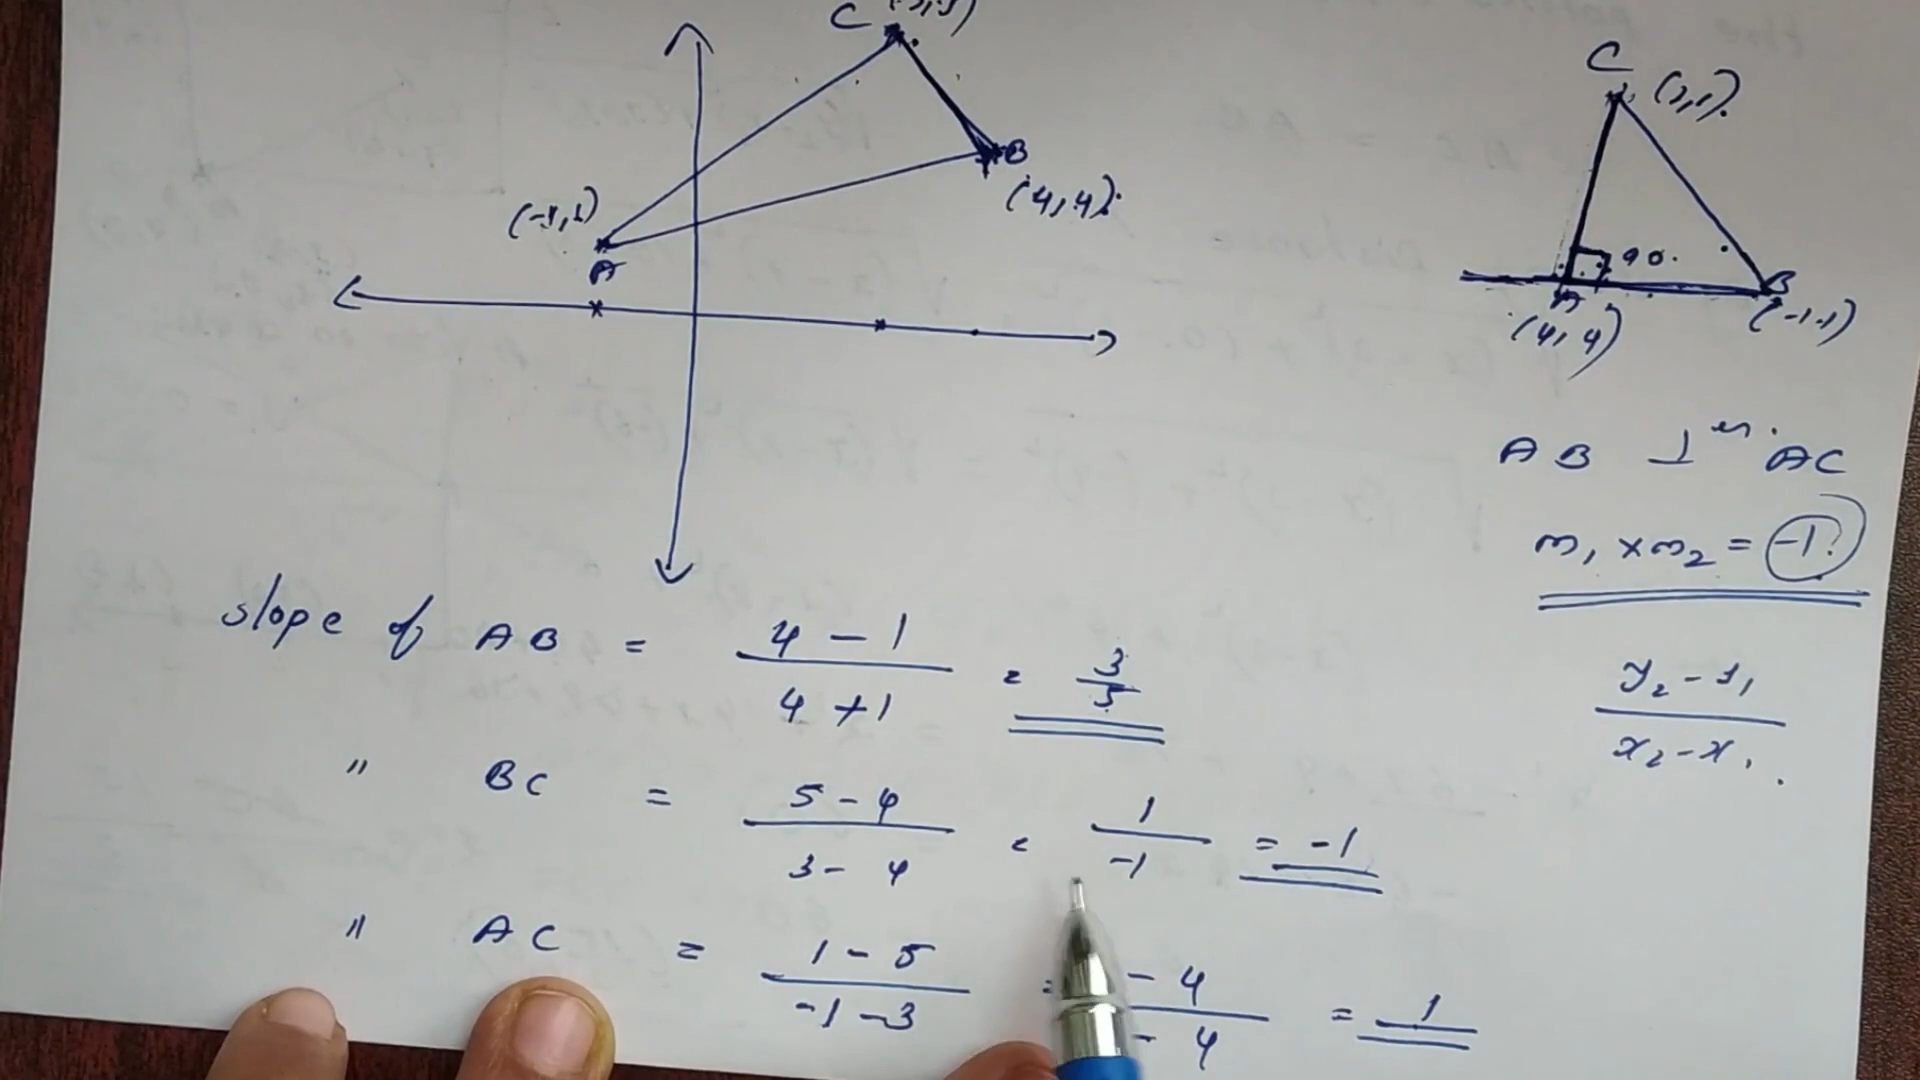 C
(-1,1)
A
B
(4,4).
C
90.
B
(4,4)
(-1,1)
AB ⊥er AC
m1 × m2 = -1
slope of AB = 4 - 1 / 4 + 1 = 3/5
y2 - y1 / x2 - x1
" BC = 5 - 4 / 3 - 4 = 1 / -1 = -1
" AC = 1 - 5 / -1 - 3 = - 4 / - 4 = 1